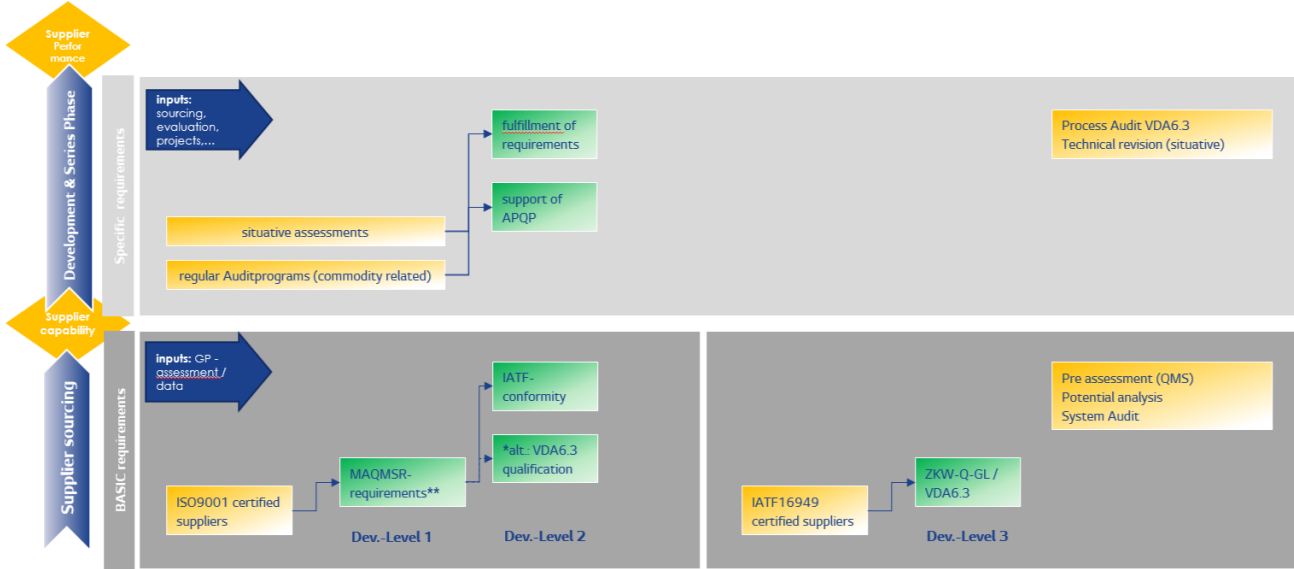 Supplier
Perfor
mance
Development & Series Phase
Specific requirements
inputs:
sourcing,
evaluation,
projects,...
fulfillment of
requirements
support of
APQP
situative assessments
regular Auditprograms (commodity related)
Process Audit VDA6.3
Technical revision (situative)
Supplier
capability
Supplier sourcing
BASIC requirements
inputs: GP -
assessment /
data
IATF-
conformity
*alt.: VDA6.3
qualification
MAQMSR-
requirements**
ISO9001 certified
suppliers
Dev.-Level 1
Dev.-Level 2
Pre assessment (QMS)
Potential analysis
System Audit
ZKW-Q-GL /
VDA6.3
IATF16949
certified suppliers
Dev.-Level 3